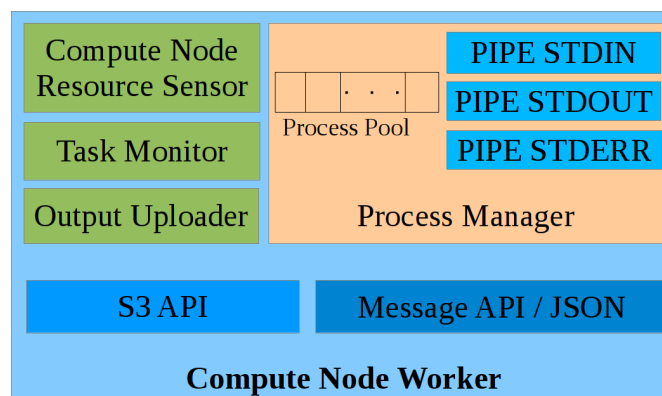 Compute Node
Resource Sensor
Task Monitor
Output Uploader
. . .
Process Pool
PIPE STDIN
PIPE STDOUT
PIPE STDERR
Process Manager
S3 API
Message API / JSON
Compute Node Worker